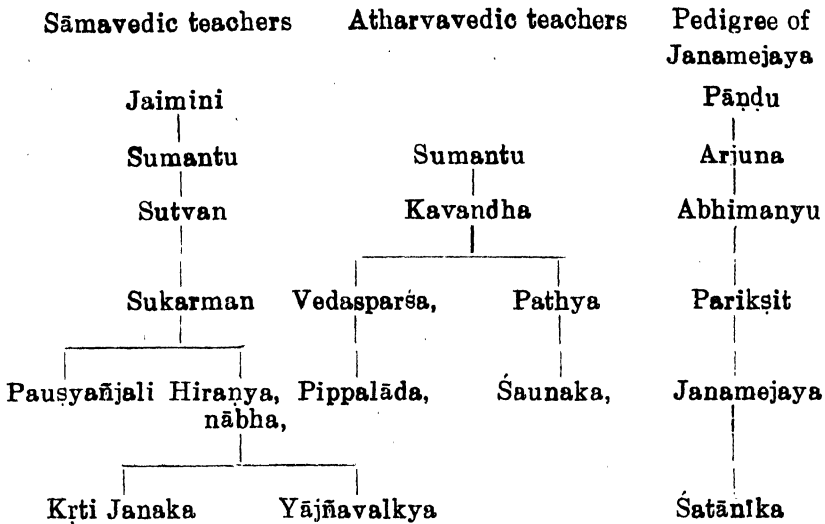 Sāmavedic teachers Atharvavedic teachers Pedigree of
Janamejaya
Jaimini Pāṇḍu
Sumantu Sumantu Arjuna
Sutvan Kavandha Abhimanyu
Sukarman Vedasparśa, Pathya Parikṣit
Pauṣyañjali Hiraṇya, Pippalāda, Śaunaka, Janamejaya
nābha,
Kṛti Janaka Yājñavalkya Śatānīka